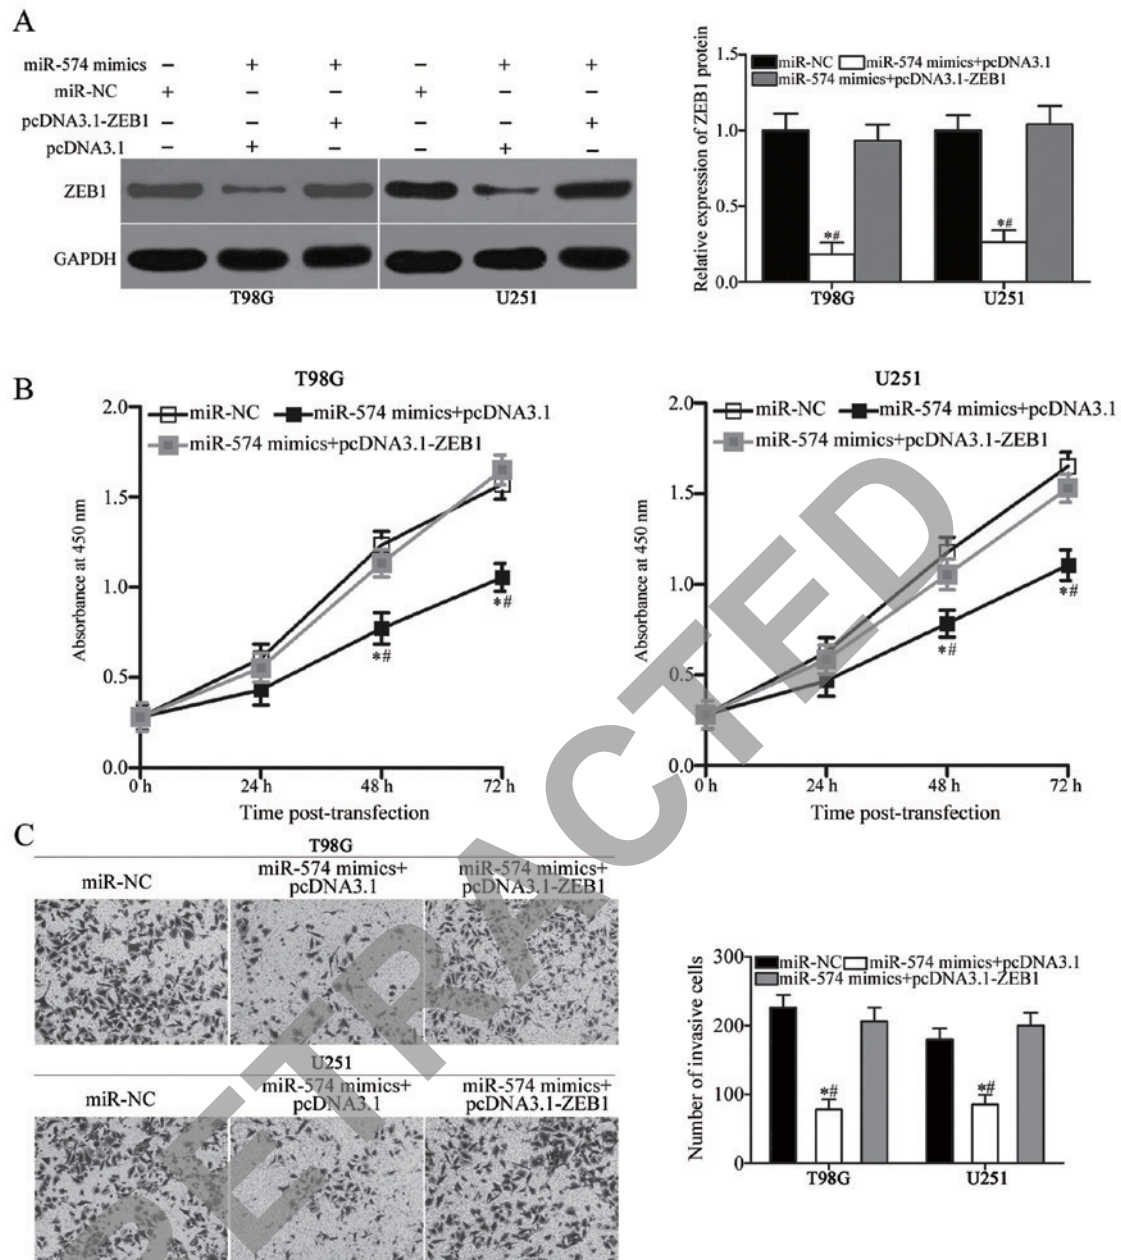 A
miR-574 mimics – + + – + +
miR-NC + – – + – –
pcDNA3.1-ZEB1 – – + – – +
pcDNA3.1 – + – – + –
ZEB1
GAPDH
T98G U251
Relative expression of ZEB1 protein
1.5
1.0
0.5
0.0
miR-NC miR-574 mimics+pcDNA3.1
miR-574 mimics+pcDNA3.1-ZEB1
*# *#
T98G U251
B
T98G
miR-NC miR-574 mimics+pcDNA3.1
miR-574 mimics+pcDNA3.1-ZEB1
Absorbance at 450 nm
2.0
1.5
1.0
0.5
0.0
*#
*#
0 h 24 h 48 h 72 h
Time post-transfection
U251
miR-NC miR-574 mimics+pcDNA3.1
miR-574 mimics+pcDNA3.1-ZEB1
Absorbance at 450 nm
2.0
1.5
1.0
0.5
0.0
*#
*#
0 h 24 h 48 h 72 h
Time post-transfection
C
T98G
miR-NC miR-574 mimics+ pcDNA3.1 miR-574 mimics+ pcDNA3.1-ZEB1
U251
miR-NC miR-574 mimics+ pcDNA3.1 miR-574 mimics+ pcDNA3.1-ZEB1
Number of invasive cells
300
200
100
0
miR-NC miR-574 mimics+pcDNA3.1
miR-574 mimics+pcDNA3.1-ZEB1
*# *#
T98G U251
RETRACTED